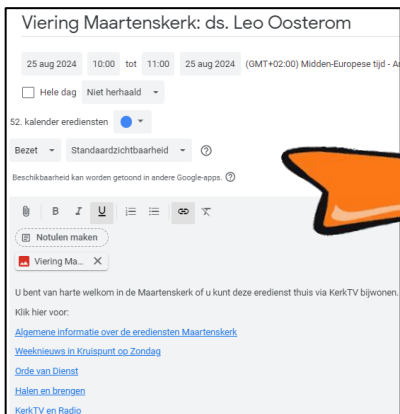 Viering Maartenskerk: ds. Leo Oosterom
25 aug 2024 10:00 tot 11:00 25 aug 2024 (GMT+02:00) Midden-Europese tijd - A
Hele dag Niet herhaald
52. kalender erediensten
Bezet Standaardzichtbaarheid
Beschikbaarheid kan worden getoond in andere Google-apps.
B I U
Notulen maken
Viering Ma... X
U bent van harte welkom in de Maartenskerk of u kunt deze eredienst thuis via KerkTV bijwonen.
Klik hier voor:
Algemene informatie over de erediensten Maartenskerk
Weeknieuws in Kruispunt op Zondag
Orde van Dienst
Halen en brengen
KerkTV en Radio